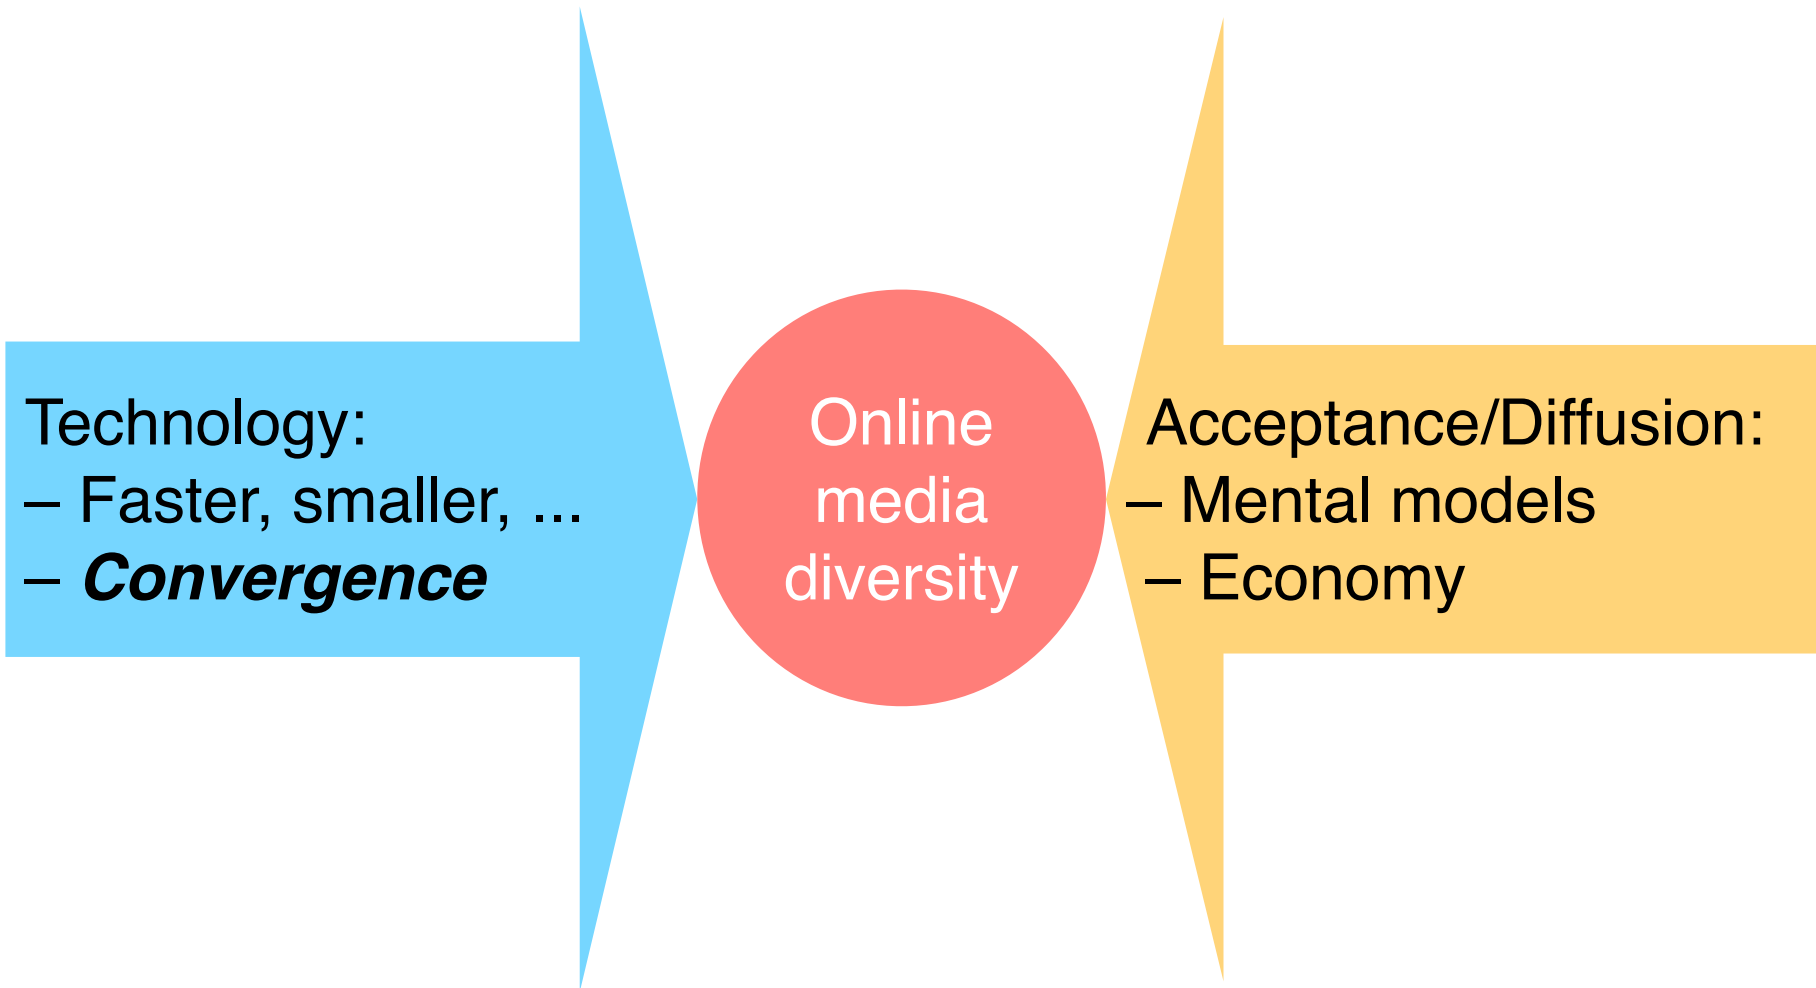 Technology:
– Faster, smaller, ...
– Convergence
Online
media
diversity
Acceptance/Diffusion:
– Mental models
– Economy